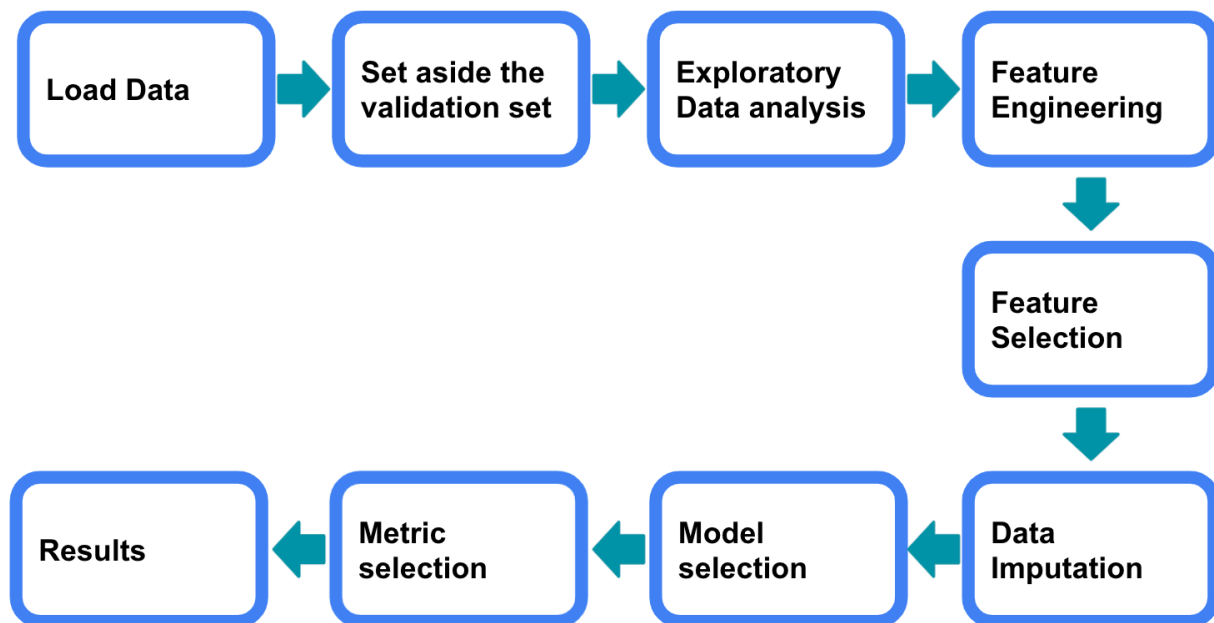 Load Data
Set aside the
validation set
Exploratory
Data analysis
Feature
Engineering
Feature
Selection
Data
Imputation
Model
selection
Metric
selection
Results